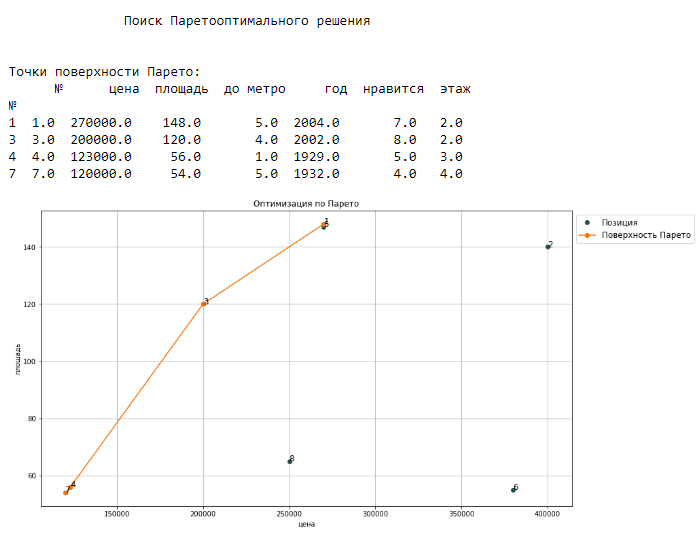 Поиск Паретооптимального решения
Точки поверхности Парето:
№ цена площадь до метро год нравится этаж
№
1 1.0 270000.0 148.0 5.0 2004.0 7.0 2.0
3 3.0 200000.0 120.0 4.0 2002.0 8.0 2.0
4 4.0 123000.0 56.0 1.0 1929.0 5.0 3.0
7 7.0 120000.0 54.0 5.0 1932.0 4.0 4.0
Оптимизация по Парето
Позиция
Поверхность Парето
1
2
3
8
7
4
6
140
120
100
80
60
площадь
150000 200000 250000 300000 350000 400000
цена